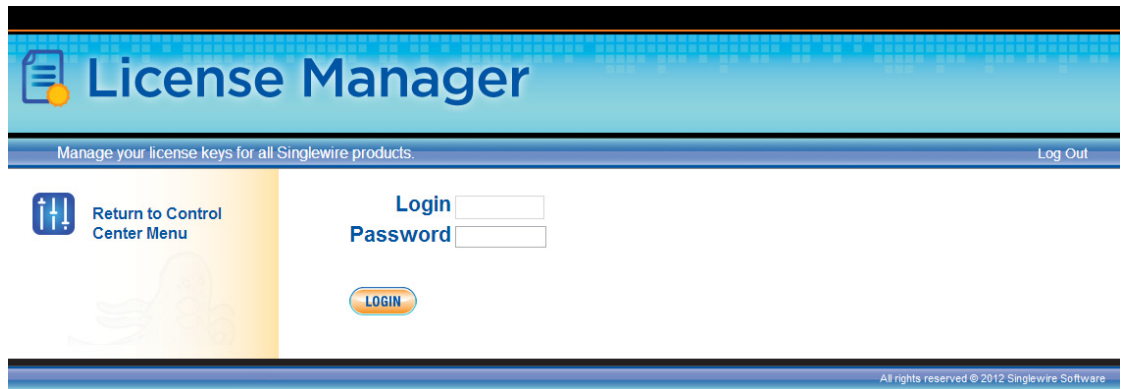 License Manager
Manage your license keys for all Singlewire products.
Log Out
Return to Control
Center Menu
Login
Password
LOGIN
All rights reserved © 2012 Singlewire Software